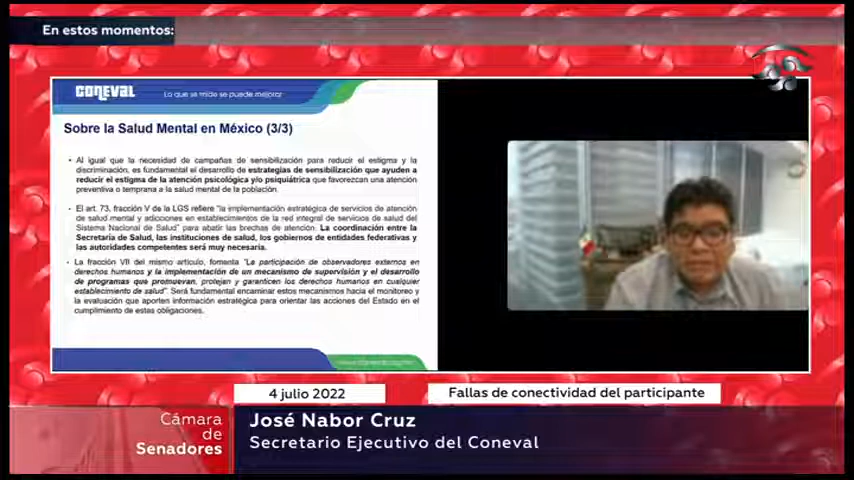 En estos momentos:
CONEVAL
Lo que se mide se puede mejorar
Sobre la Salud Mental en México (3/3)
• Al igual que la necesidad de campañas de sensibilización para reducir el estigma y la
discriminación, es fundamental el desarrollo de estrategias de sensibilización que ayuden a
reducir el estigma de la atención psicológica y/o psiquiátrica que favorezcan una atención
preventiva o temprana a la salud mental de la población.
• El art. 73, fracción V de la LGS refiere "la implementación estratégica de servicios de atención
de salud mental y adicciones en establecimientos de la red integral de servicios de salud del
Sistema Nacional de Salud" para abatir las brechas de atención. La coordinación entre la
Secretaría de Salud, las instituciones de salud, los gobiernos de entidades federativas y
las autoridades competentes será muy necesaria.
• La fracción VII del mismo artículo, fomenta "La participación de observadores externos en
derechos humanos y la implementación de un mecanismo de supervisión y el desarrollo
de programas que promuevan, protejan y garanticen los derechos humanos en cualquier
establecimiento de salud". Será fundamental encaminar estos mecanismos hacia el monitoreo y
la evaluación que aporten información estratégica para orientar las acciones del Estado en el
cumplimiento de estas obligaciones.
4 julio 2022
Fallas de conectividad del participante
Cámara
de
Senadores
José Nabor Cruz
Secretario Ejecutivo del Coneval